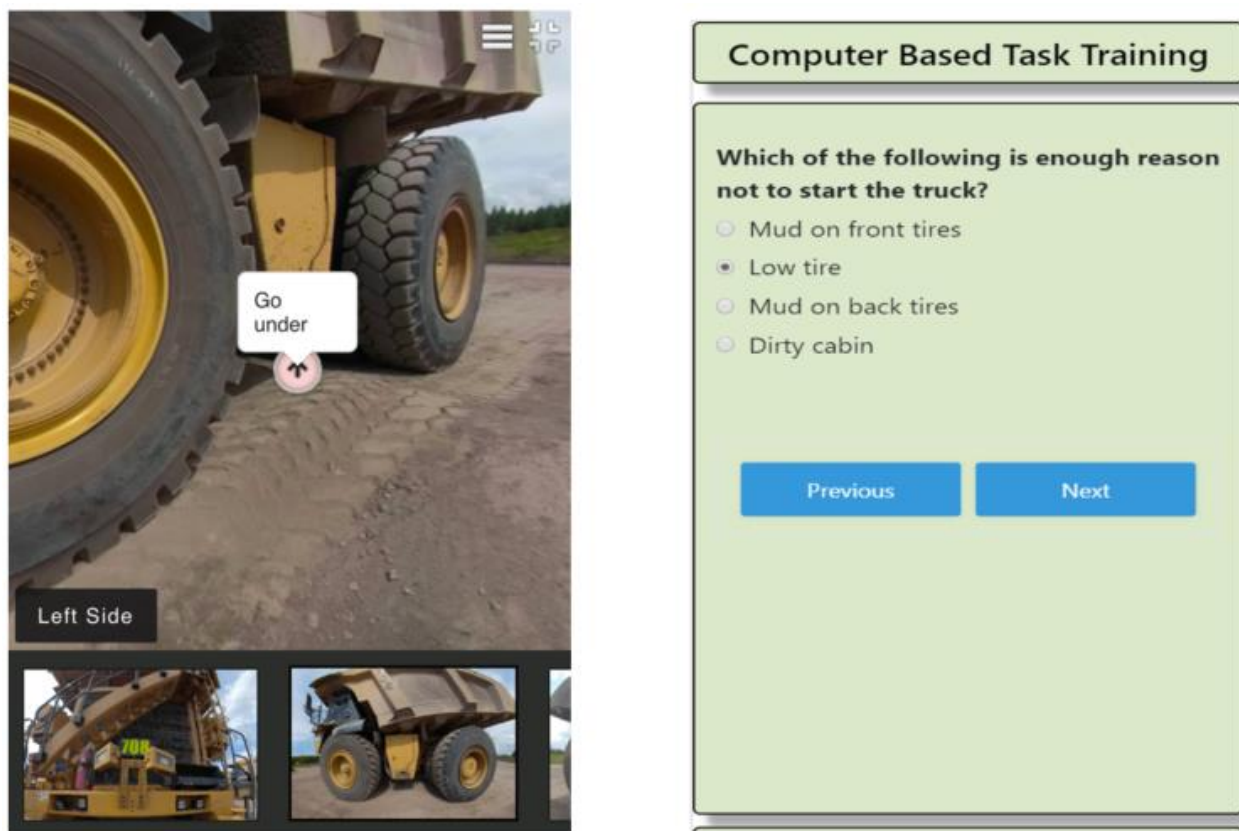 Go
under
Left Side
708
Computer Based Task Training
Which of the following is enough reason
not to start the truck?
Mud on front tires
Low tire
Mud on back tires
Dirty cabin
Previous
Next